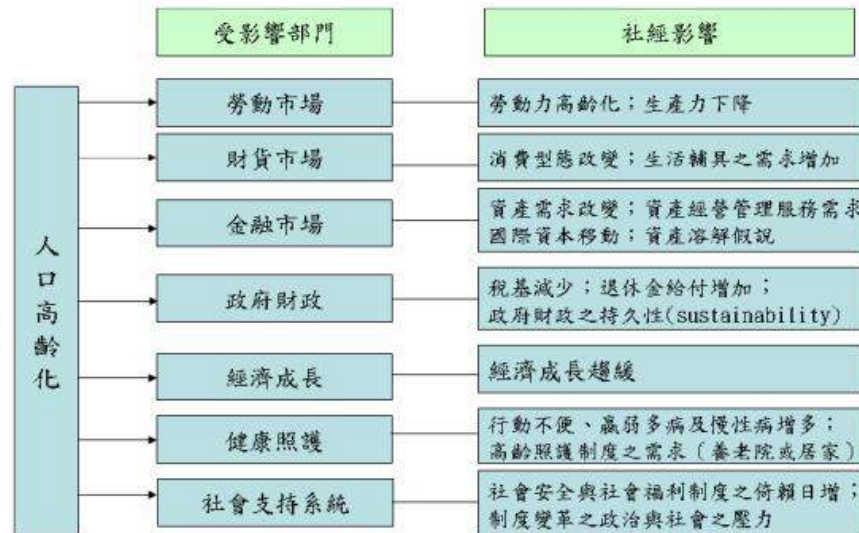 受影響部門
社經影響
人口高齡化
勞動市場
勞動力高齡化；生產力下降
財貨市場
消費型態改變；生活輔具之需求增加
金融市場
資產需求改變；資產經營管理服務需求
國際資本移動；資產溶解假說
政府財政
稅基減少；退休金給付增加；
政府財政之持久性(sustainability)
經濟成長
經濟成長趨緩
健康照護
行動不便、羸弱多病及慢性病增多；
高齡照護制度之需求（養老院或居家）
社會支持系統
社會安全與社會福利制度之倚賴日增；
制度變革之政治與社會之壓力